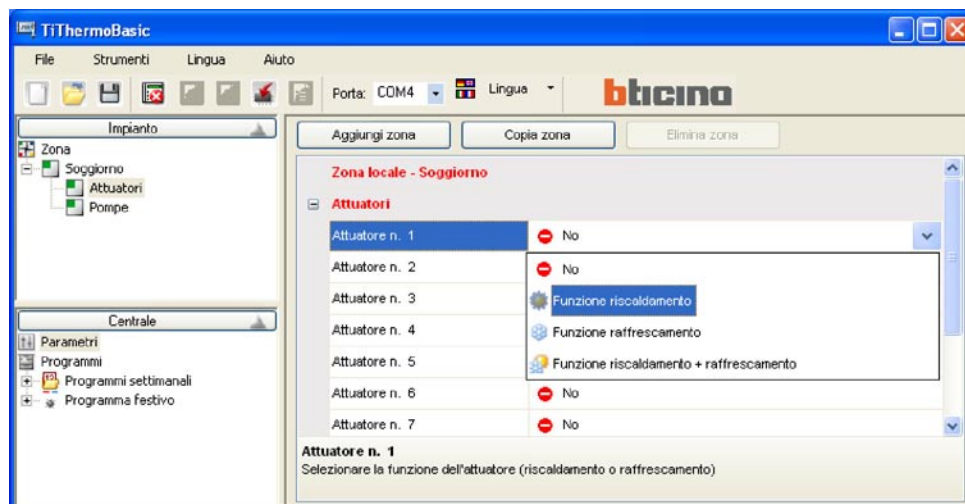 TiThermoBasic
File Strumenti Lingua Aiuto
Porta: COM4 Lingua bticino
Impianto
Zona
Soggiorno
Attuatori
Pompe
Centrale
Parametri
Programmi
Programmi settimanali
Programma festivo
Aggiungi zona Copia zona Elimina zona
Zona locale - Soggiorno
Attuatori
Attuatore n. 1 No
Attuatore n. 2 No
Attuatore n. 3 Funzione riscaldamento
Attuatore n. 4 Funzione raffrescamento
Attuatore n. 5 Funzione riscaldamento + raffrescamento
Attuatore n. 6 No
Attuatore n. 7 No
Attuatore n. 1
Selezionare la funzione dell'attuatore (riscaldamento o raffrescamento)